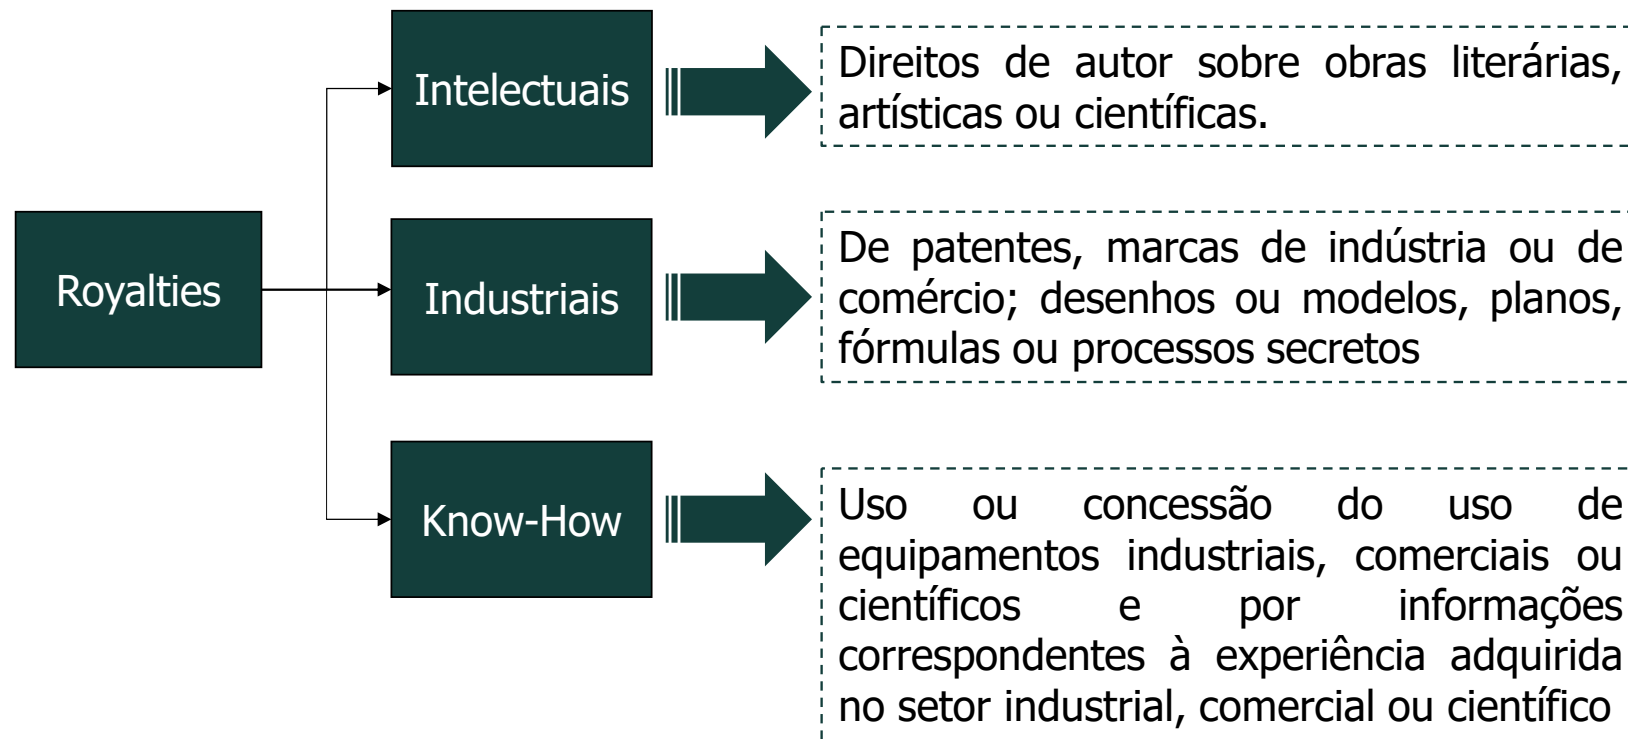 Royalties
Intelectuais
Direitos de autor sobre obras literárias,
artísticas ou científicas.
Industriais
De patentes, marcas de indústria ou de
comércio; desenhos ou modelos, planos,
fórmulas ou processos secretos
Know-How
Uso ou concessão do uso de
equipamentos industriais, comerciais ou
científicos e por informações
correspondentes à experiência adquirida
no setor industrial, comercial ou científico